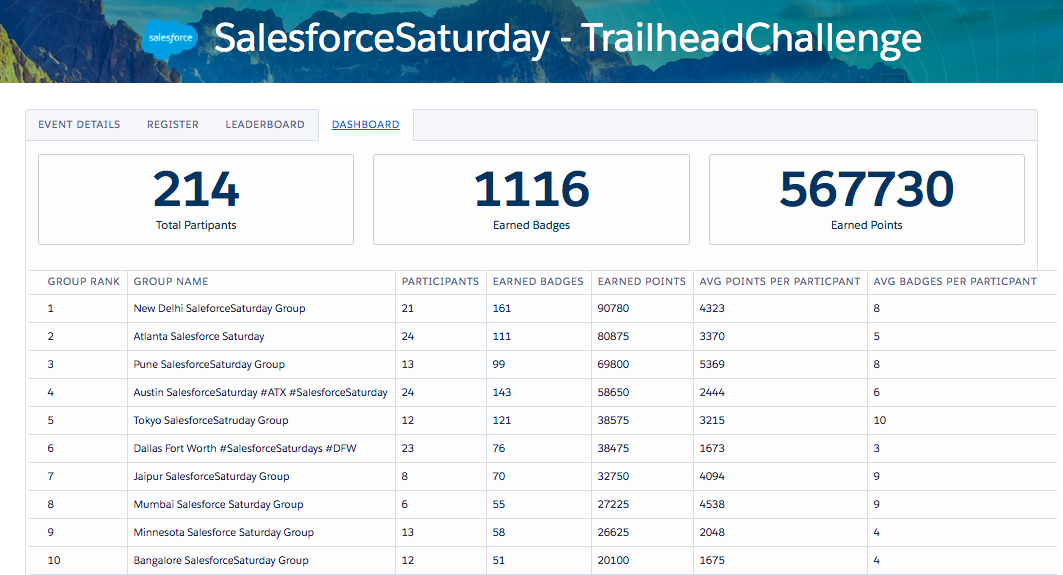 salesforce SalesforceSaturday - TrailheadChallenge
EVENT DETAILS REGISTER LEADERBOARD DASHBOARD
214 1116 567730
Total Partipants Earned Badges Earned Points
GROUP RANK GROUP NAME PARTICIPANTS EARNED BADGES EARNED POINTS AVG POINTS PER PARTICPANT AVG BADGES PER PARTICPANT
1 New Delhi SaleforceSaturday Group 21 161 90780 4323 8
2 Atlanta Salesforce Saturday 24 111 80875 3370 5
3 Pune SalesforceSaturday Group 13 99 69800 5369 8
4 Austin SalesforceSaturday #ATX #SalesforceSaturday 24 143 58650 2444 6
5 Tokyo SalesforceSatruday Group 12 121 38575 3215 10
6 Dallas Fort Worth #SalesforceSaturdays #DFW 23 76 38475 1673 3
7 Jaipur SalesforceSaturday Group 8 70 32750 4094 9
8 Mumbai Salesforce Saturday Group 6 55 27225 4538 9
9 Minnesota Salesforce Saturday Group 13 58 26625 2048 4
10 Bangalore SalesforceSaturday Group 12 51 20100 1675 4